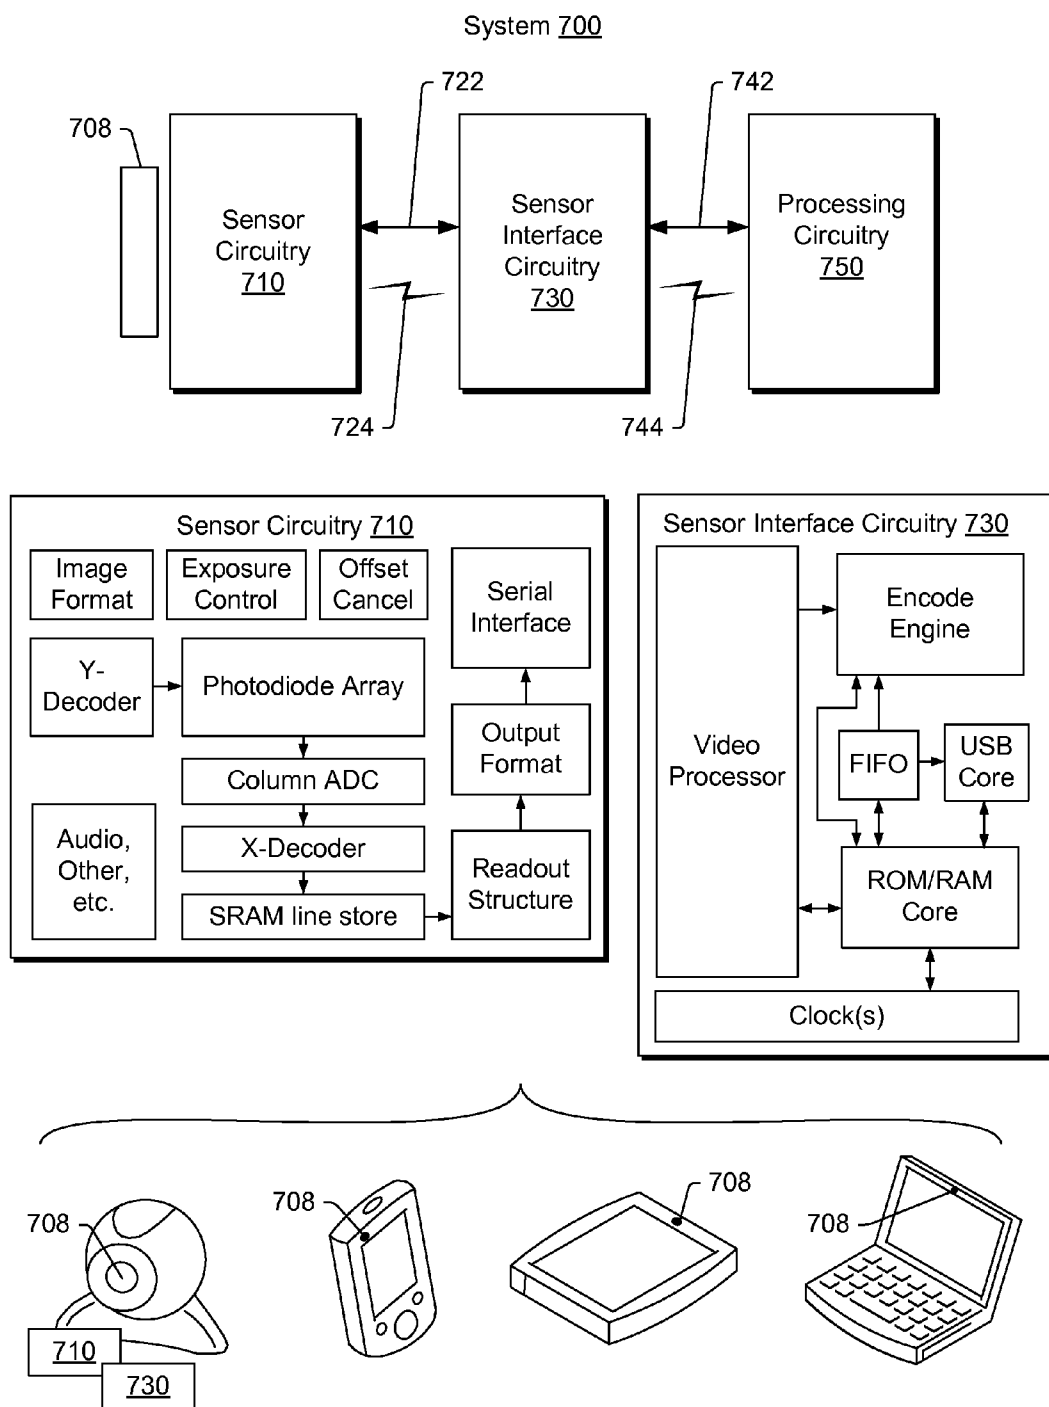 System 700
722
742
708
Sensor
Circuitry
710
Sensor
Interface
Circuitry
730
Processing
Circuitry
750
724
744
Sensor Circuitry 710
Image
Format
Exposure
Control
Offset
Cancel
Serial
Interface
Y-
Decoder
Photodiode Array
Output
Format
Column ADC
Audio,
Other,
etc.
X-Decoder
Readout
Structure
SRAM line store
Sensor Interface Circuitry 730
Video
Processor
Encode
Engine
FIFO
USB
Core
ROM/RAM
Core
Clock(s)
708
708
708
708
710
730